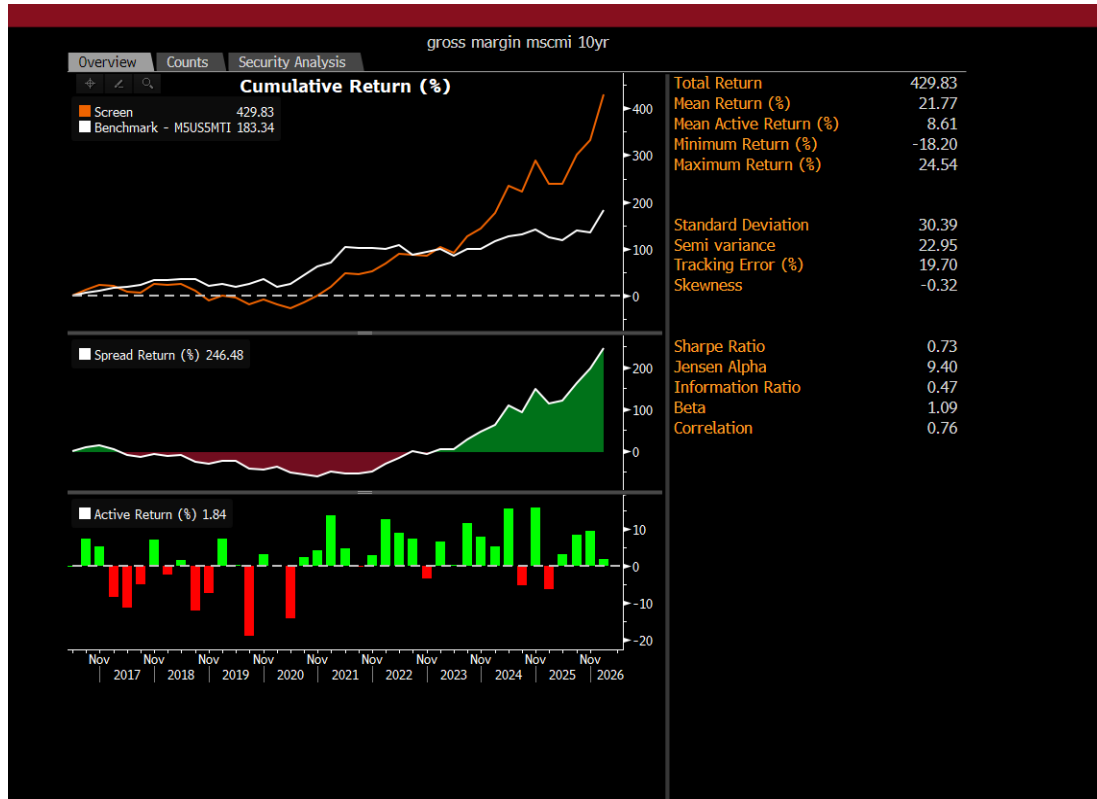 gross margin mscmi 10yr
Overview Counts Security Analysis
Cumulative Return (%)
Screen 429.83
Benchmark - M5US5MTI 183.34
400
300
200
100
0
Spread Return (%) 246.48
200
100
0
Active Return (%) 1.84
10
0
-10
-20
Nov Nov Nov Nov Nov Nov Nov Nov Nov Nov
2017 2018 2019 2020 2021 2022 2023 2024 2025 2026
Total Return 429.83
Mean Return (%) 21.77
Mean Active Return (%) 8.61
Minimum Return (%) -18.20
Maximum Return (%) 24.54
Standard Deviation 30.39
Semi variance 22.95
Tracking Error (%) 19.70
Skewness -0.32
Sharpe Ratio 0.73
Jensen Alpha 9.40
Information Ratio 0.47
Beta 1.09
Correlation 0.76